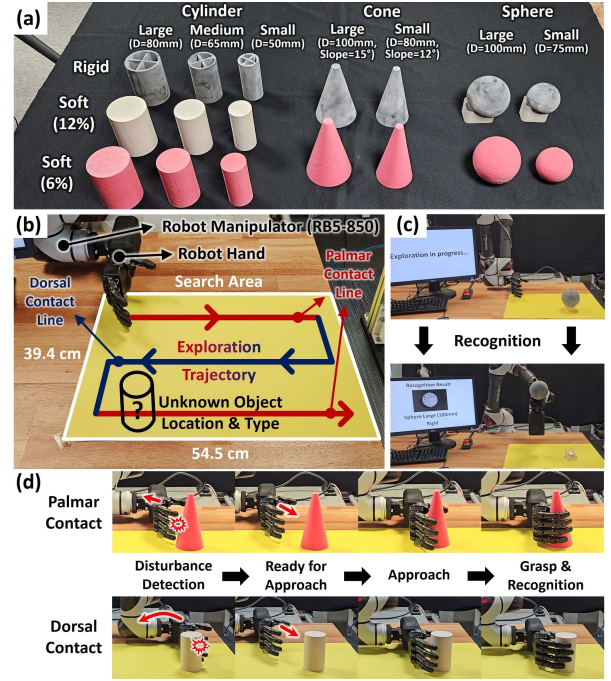 (a)
Cylinder
Cone
Sphere
Large
Medium
Small
Large
Small
Large
Small
(D=80mm)
(D=65mm)
(D=50mm)
(D=100mm,
Slope=15°)
(D=80mm,
Slope=12°)
(D=100mm)
(D=75mm)
Rigid
Soft
(12%)
Soft
(6%)
(b)
Robot Manipulator (RB5-850)
Robot Hand
Dorsal
Contact
Line
Search Area
Palmar
Contact
Line
39.4 cm
Exploration
Trajectory
?
Unknown Object
Location & Type
54.5 cm
(c)
Exploration in progress...
Recognition
Recognition Result
Sphere Large (100mm)
Rigid
(d)
Palmar
Contact
Disturbance
Detection
Ready for
Approach
Approach
Grasp &
Recognition
Dorsal
Contact